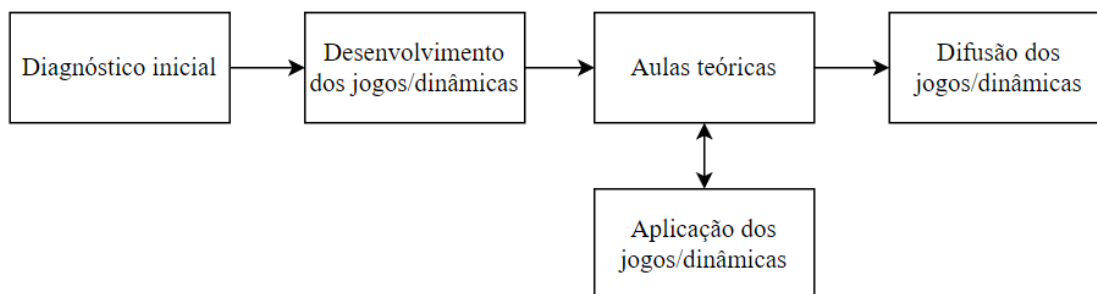 Diagnóstico inicial
Desenvolvimento
dos jogos/dinâmicas
Aulas teóricas
Difusão dos
jogos/dinâmicas
Aplicação dos
jogos/dinâmicas